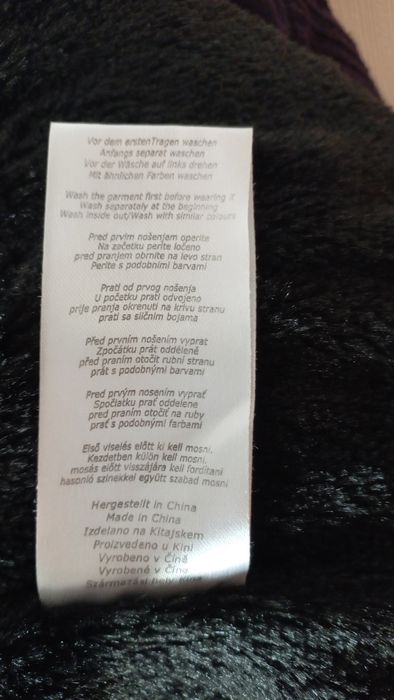 Vor dem erstenTragen waschen
Anfangs separat waschen
Vor der Wäsche auf links drehen
Mit ähnlichen Farben waschen
Wash the garment first before wearing it
Wash separataly at the beginning
Wash inside out/Wash with similar colours
Pred prvim nošenjem operite
Na začetku perite ločeno
pred pranjem obrnite na levo stran
Perite s podobnimi barvami
Prati od prvog nošenja
U početku prati odvojeno
prije pranja okrenuti na krivu stranu
prati sa sličnim bojama
Před prvním nošením vyprat
Zpočátku prát odděleně
před praním otočit rubní stranu
prát s podobnými barvami
Pred prvým nosením vyprať
Spočiatku prať oddelene
pred praním otočiť na ruby
prať s podobnými farbami
Első viselés előtt ki kell mosni.
Kezdetben külön kell mosni.
mosás előtt visszájára kell fordítani
hasonló színekkel együtt szabad mosni
Hergestellt in China
Made in China
Izdelano na Kitajskem
Proizvedeno u Kini
Vyrobeno v Číně
Vyrobené v Číne
Származási hely Kína